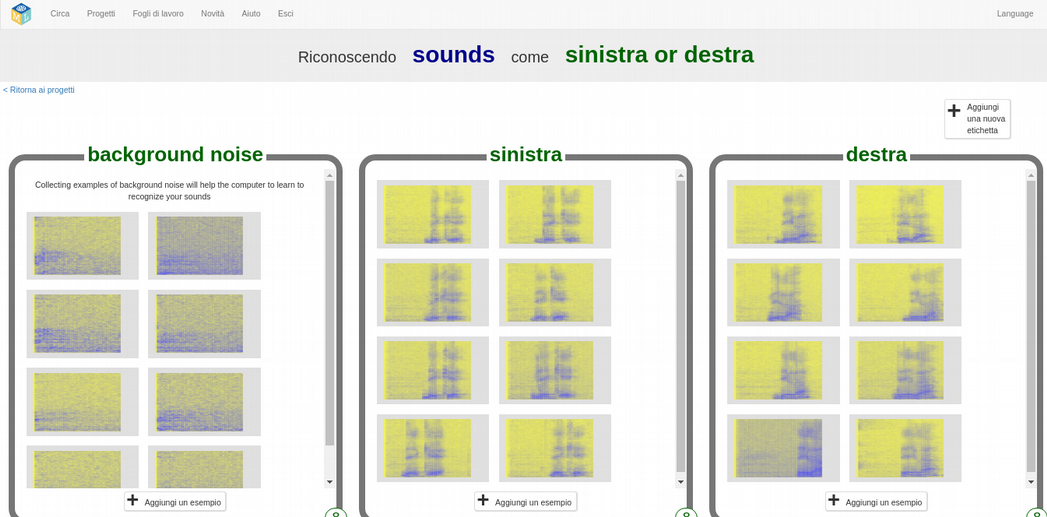 Circa Progetti Fogli di lavoro Novità Aiuto Esci Language
Riconoscendo sounds come sinistra or destra
< Ritorna ai progetti
Aggiungi
una nuova
etichetta
background noise sinistra destra
Collecting examples of background noise will help the computer to learn to
recognize your sounds
Aggiungi un esempio Aggiungi un esempio Aggiungi un esempio
8 8 8